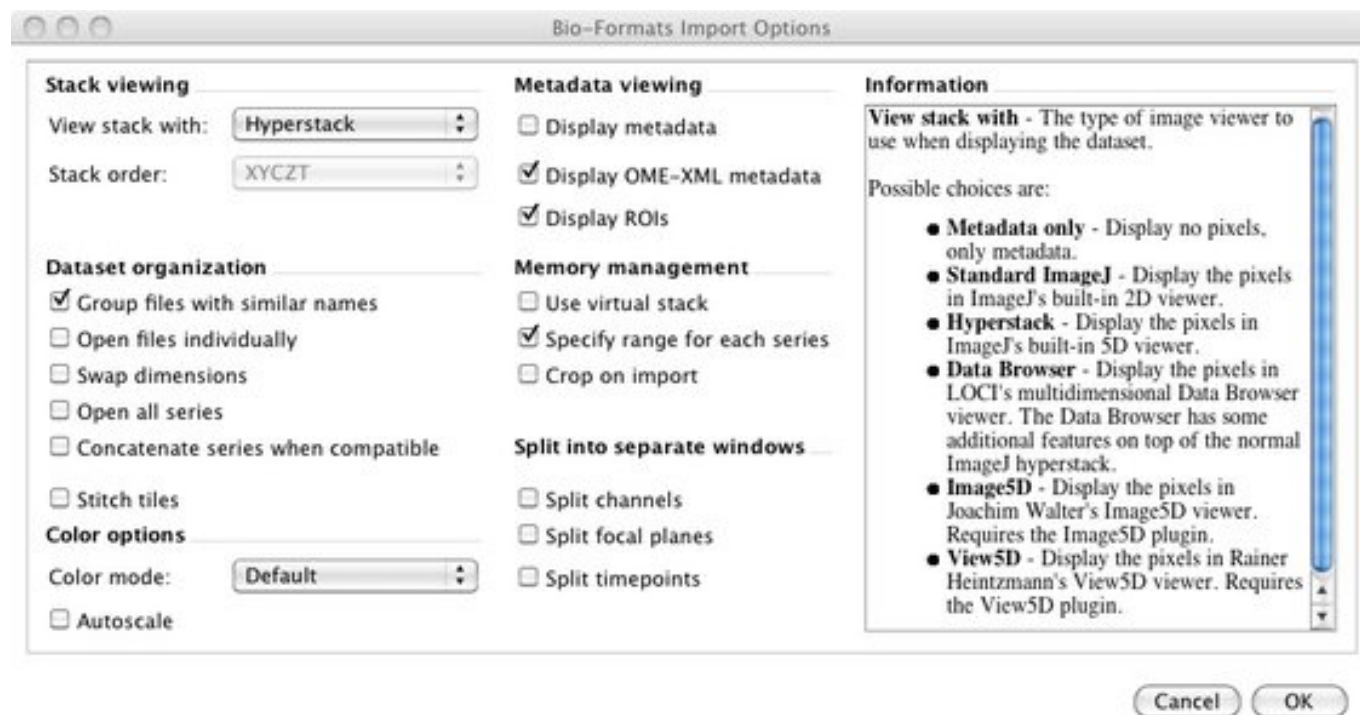 Bio-Formats Import Options
Stack viewing
View stack with: Hyperstack
Stack order: XYCZT
Dataset organization
Group files with similar names
Open files individually
Swap dimensions
Open all series
Concatenate series when compatible
Stitch tiles
Color options
Color mode: Default
Autoscale
Metadata viewing
Display metadata
Display OME-XML metadata
Display ROIs
Memory management
Use virtual stack
Specify range for each series
Crop on import
Split into separate windows
Split channels
Split focal planes
Split timepoints
Information
View stack with - The type of image viewer to
use when displaying the dataset.
Possible choices are:
Metadata only - Display no pixels,
only metadata.
Standard ImageJ - Display the pixels
in ImageJ's built-in 2D viewer.
Hyperstack - Display the pixels in
ImageJ's built-in 5D viewer.
Data Browser - Display the pixels in
LOCI's multidimensional Data Browser
viewer. The Data Browser has some
additional features on top of the normal
ImageJ hyperstack.
Image5D - Display the pixels in
Joachim Walter's Image5D viewer.
Requires the Image5D plugin.
View5D - Display the pixels in Rainer
Heintzmann's View5D viewer. Requires
the View5D plugin.
Cancel OK